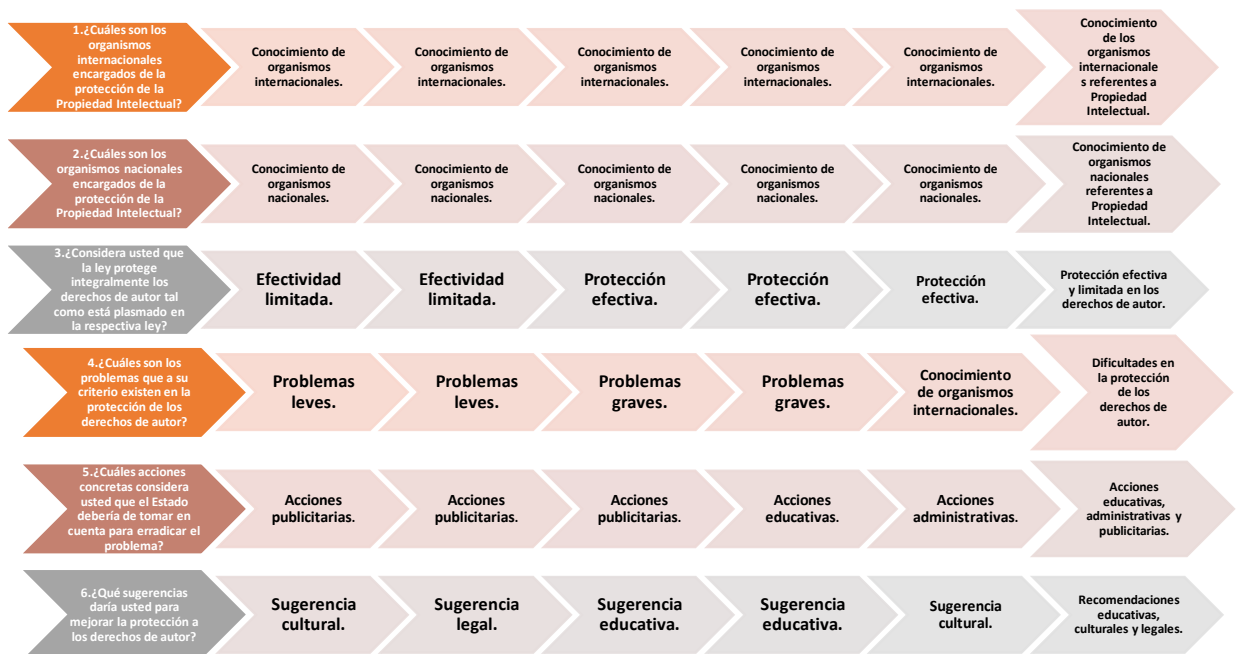 1.¿Cuáles son los
organismos
internacionales
encargados de la
protección de la
Propiedad Intelectual?
Conocimiento de
organismos
internacionales.
Conocimiento de
organismos
internacionales.
Conocimiento de
organismos
internacionales.
Conocimiento de
organismos
internacionales.
Conocimiento de
organismos
internacionales.
Conocimiento
de los
organismos
internacionale
s referentes a
Propiedad
Intelectual.
2.¿Cuáles son los
organismos nacionales
encargados de la
protección de la
Propiedad Intelectual?
Conocimiento de
organismos
nacionales.
Conocimiento de
organismos
nacionales.
Conocimiento de
organismos
nacionales.
Conocimiento de
organismos
nacionales.
Conocimiento de
organismos
nacionales.
Conocimiento de
organismos
nacionales
referentes a
Propiedad
Intelectual.
3.¿Considera usted que
la ley protege
integralmente los
derechos de autor tal
como está plasmado en
la respectiva ley?
Efectividad
limitada.
Efectividad
limitada.
Protección
efectiva.
Protección
efectiva.
Protección
efectiva.
Protección efectiva
y limitada en los
derechos de autor.
4.¿Cuáles son los
problemas que a su
criterio existen en la
protección de los
derechos de autor?
Problemas
leves.
Problemas
leves.
Problemas
graves.
Problemas
graves.
Conocimiento
de organismos
internacionales.
Dificultades en
la protección
de los
derechos de
autor.
5.¿Cuáles acciones
concretas considera
usted que el Estado
debería de tomar en
cuenta para erradicar el
problema?
Acciones
publicitarias.
Acciones
publicitarias.
Acciones
publicitarias.
Acciones
educativas.
Acciones
administrativas.
Acciones
educativas,
administrativas y
publicitarias.
6.¿Qué sugerencias
daría usted para
mejorar la protección a
los derechos de autor?
Sugerencia
cultural.
Sugerencia
legal.
Sugerencia
educativa.
Sugerencia
educativa.
Sugerencia
cultural.
Recomendaciones
educativas,
culturales y legales.